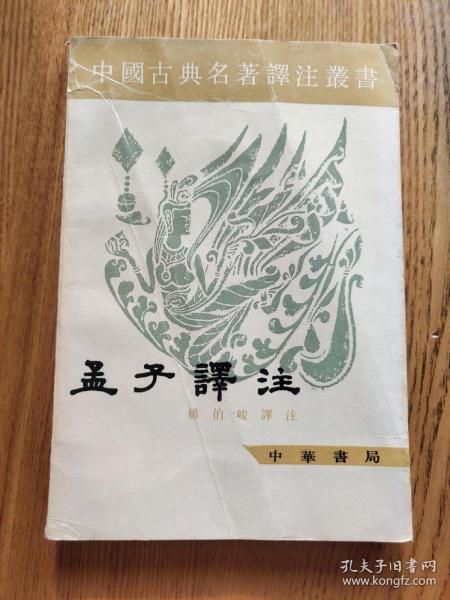 中國古典名著譯注叢書
孟子譯注
楊伯峻譯注
中華書局
孔夫子旧书网
www.kongfz.com